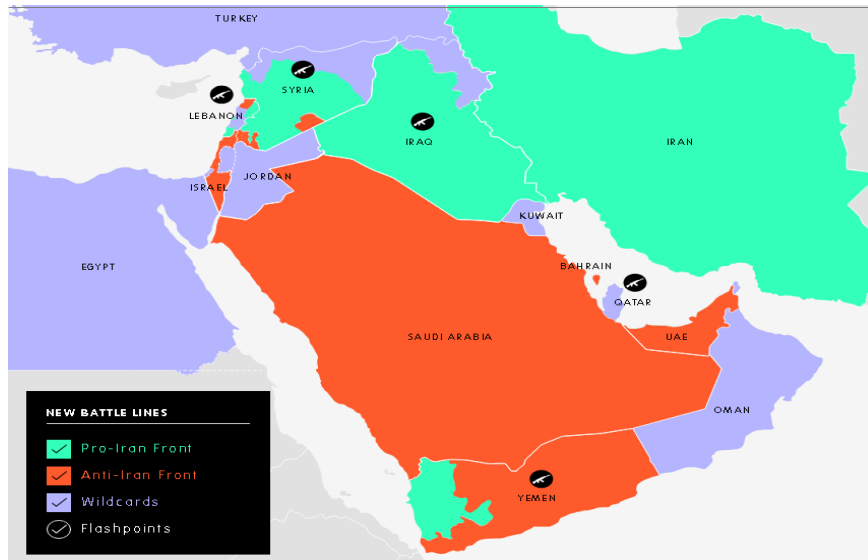 TURKEY
SYRIA
LEBANON
IRAQ
IRAN
ISRAEL
JORDAN
KUWAIT
EGYPT
BAHRAIN
QATAR
SAUDI ARABIA
UAE
OMAN
YEMEN
NEW BATTLE LINES
Pro-Iran Front
Anti-Iran Front
Wildcards
Flashpoints